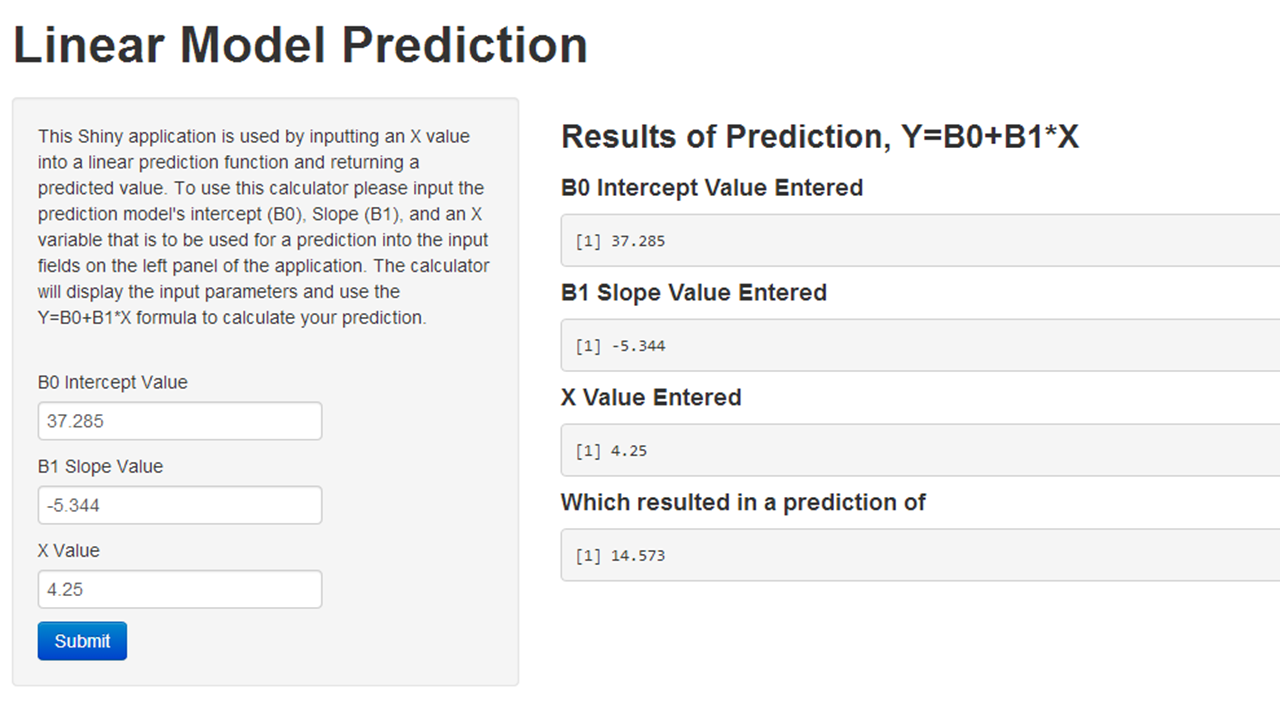 Linear Model Prediction
This Shiny application is used by inputting an X value
into a linear prediction function and returning a
predicted value. To use this calculator please input the
prediction model's intercept (B0), Slope (B1), and an X
variable that is to be used for a prediction into the input
fields on the left panel of the application. The calculator
will display the input parameters and use the
Y=B0+B1*X formula to calculate your prediction.
B0 Intercept Value
37.285
B1 Slope Value
-5.344
X Value
4.25
Submit
Results of Prediction, Y=B0+B1*X
B0 Intercept Value Entered
[1] 37.285
B1 Slope Value Entered
[1] -5.344
X Value Entered
[1] 4.25
Which resulted in a prediction of
[1] 14.573